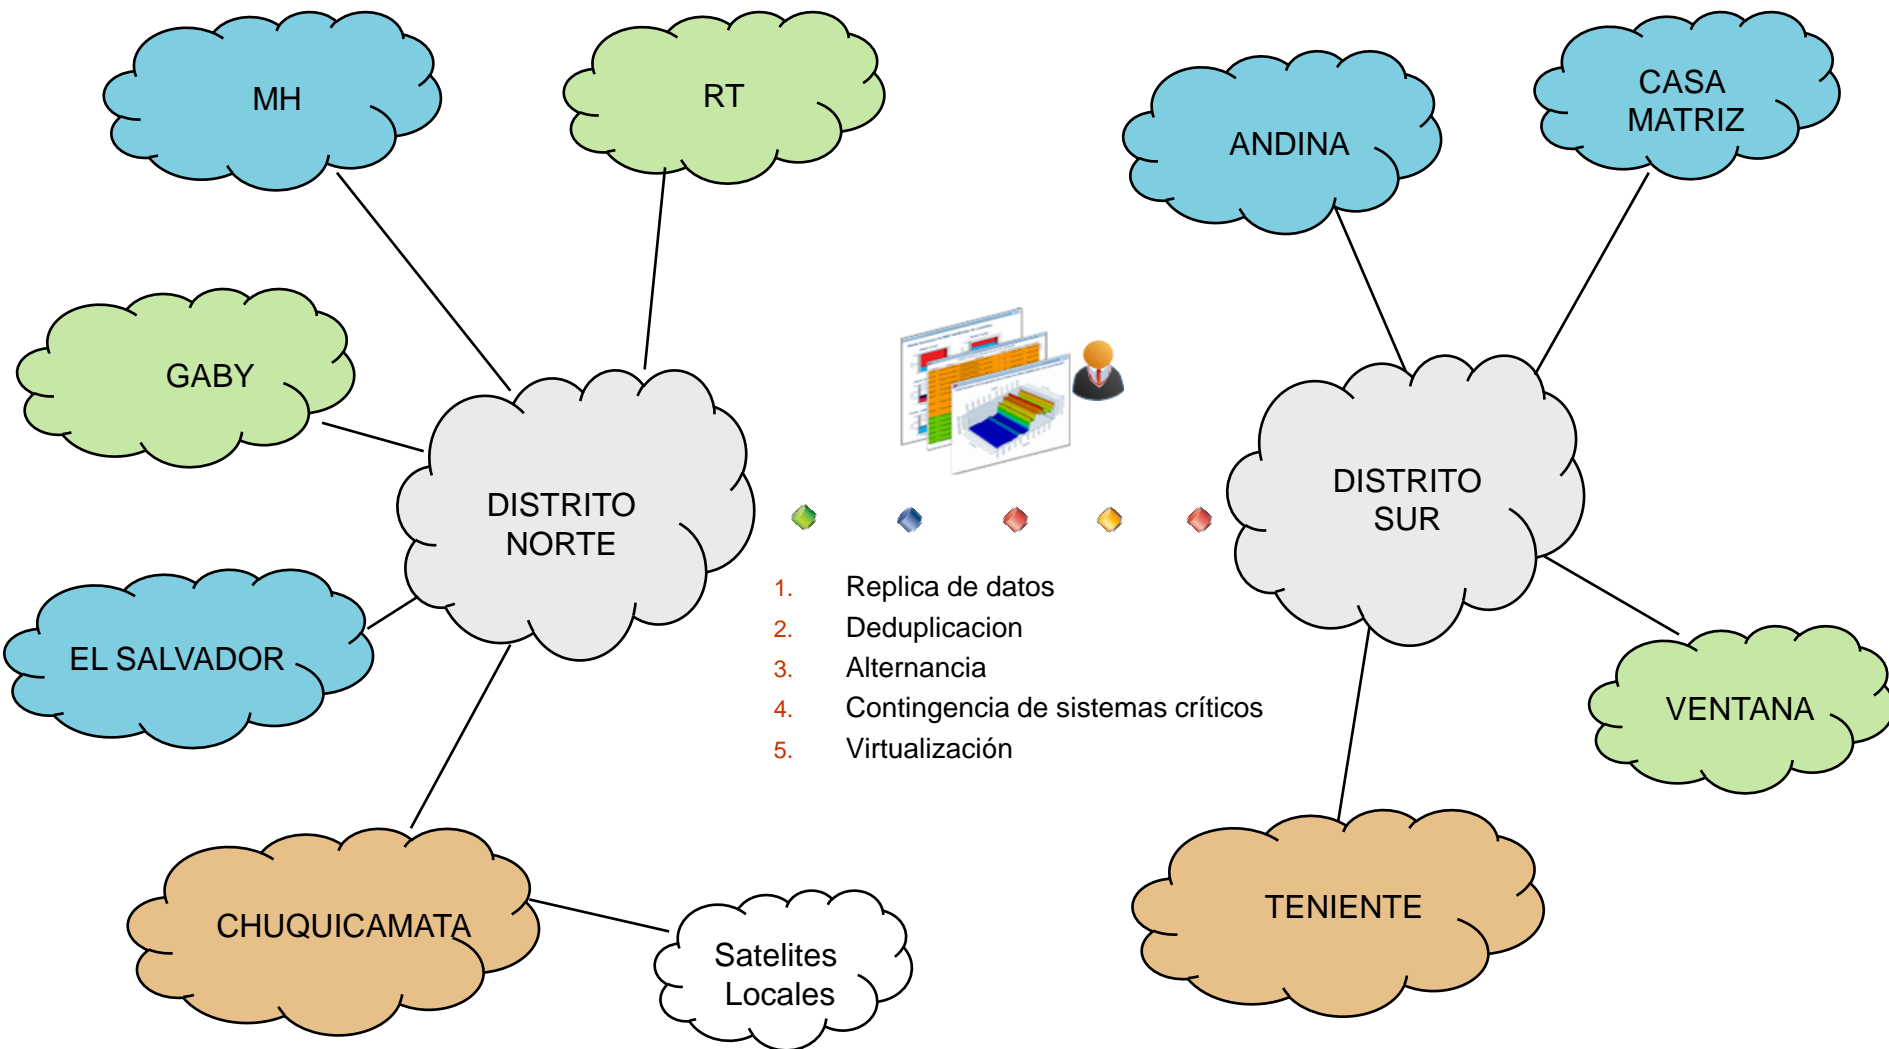 MH
RT
ANDINA
CASA
MATRIZ
GABY
DISTRITO
NORTE
DISTRITO
SUR
1. Replica de datos
2. Deduplicacion
3. Alternancia
4. Contingencia de sistemas críticos
5. Virtualización
EL SALVADOR
VENTANA
CHUQUICAMATA
Satelites
Locales
TENIENTE